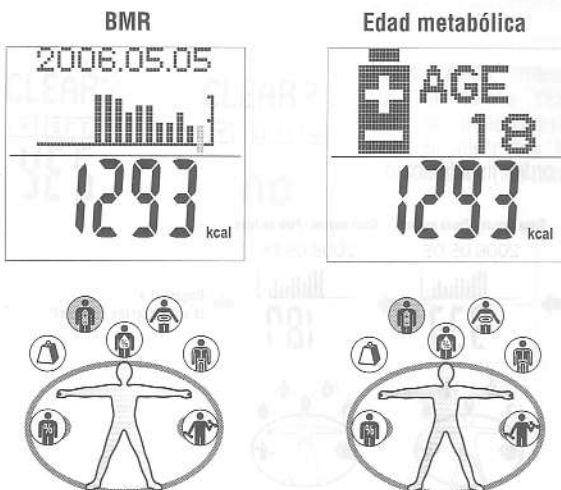 BMR
2006.05.05
1293 kcal
Edad metabólica
AGE
18
1293 kcal
%
%
%
%